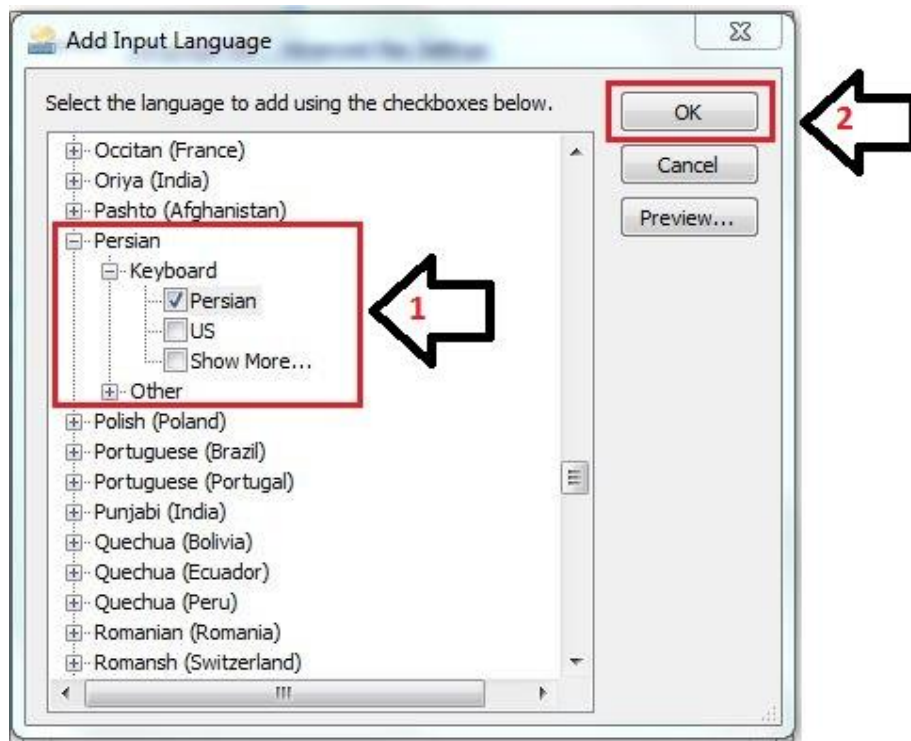 Add Input Language
Select the language to add using the checkboxes below.
OK
2
Cancel
Preview...
Occitan (France)
Oriya (India)
Pashto (Afghanistan)
Persian
Keyboard
Persian
1
US
Show More...
Other
Polish (Poland)
Portuguese (Brazil)
Portuguese (Portugal)
Punjabi (India)
Quechua (Bolivia)
Quechua (Ecuador)
Quechua (Peru)
Romanian (Romania)
Romansh (Switzerland)